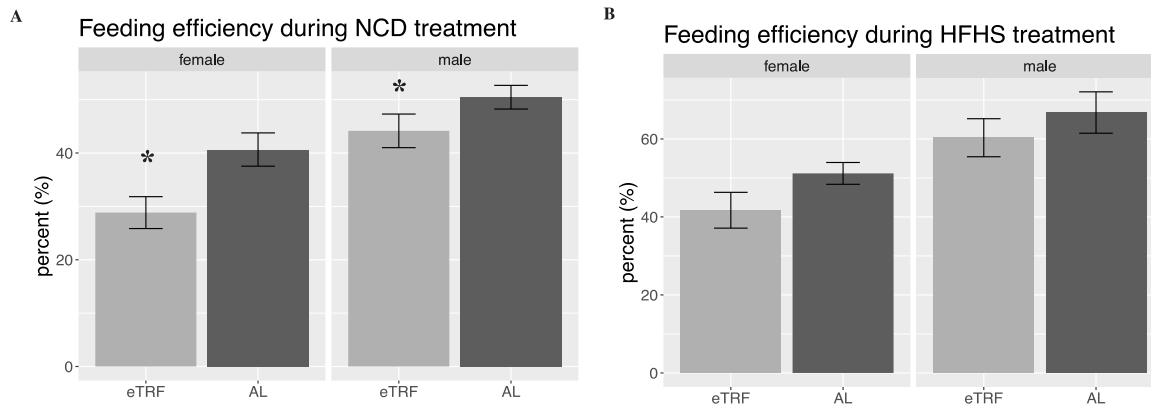 A
Feeding efficiency during NCD treatment
female
male
*
*
percent (%)
40
20
0
eTRF
AL
eTRF
AL
B
Feeding efficiency during HFHS treatment
female
male
percent (%)
60
40
20
0
eTRF
AL
eTRF
AL